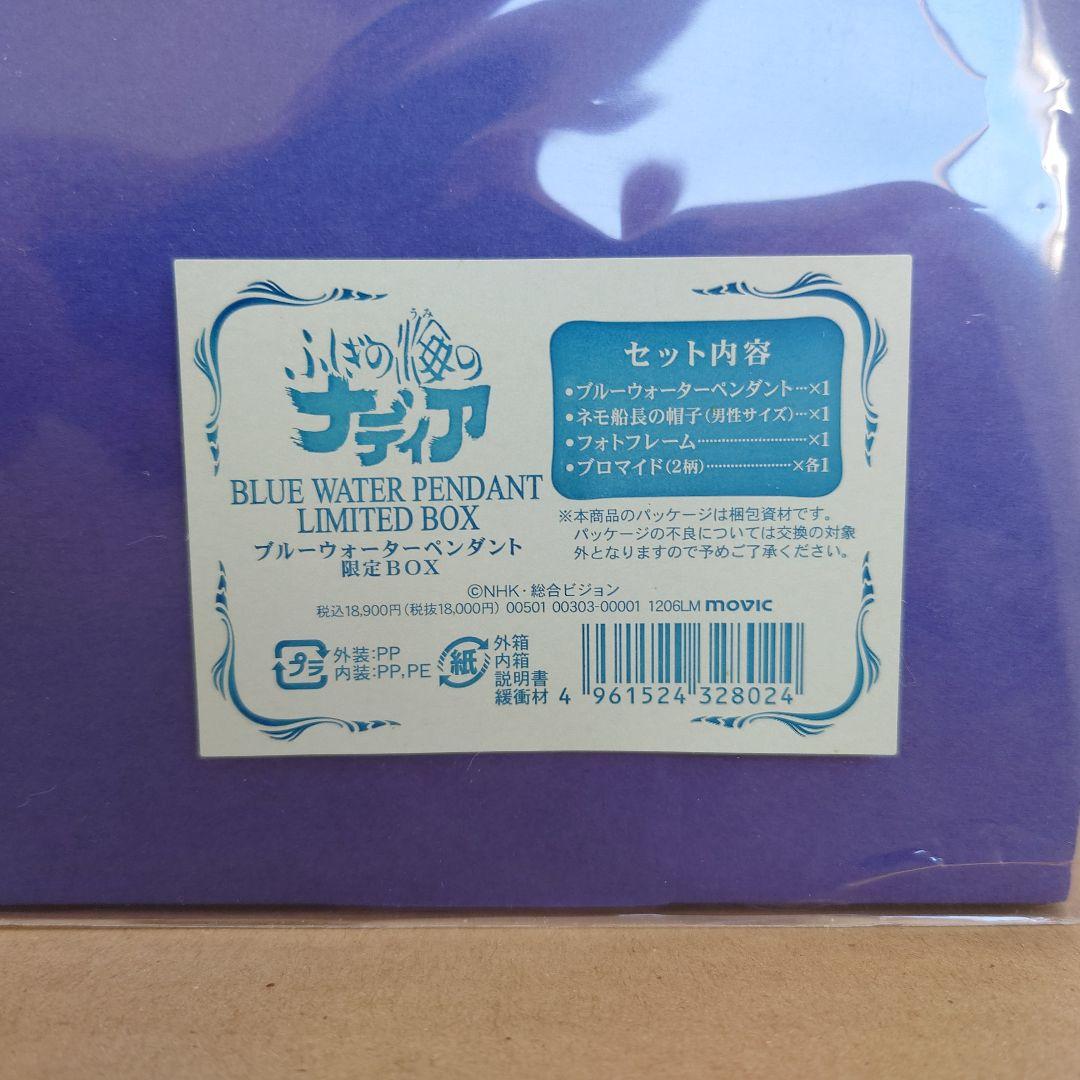 うみ
ふしぎの海の
ナディア
BLUE WATER PENDANT
LIMITED BOX
ブルーウォーターペンダント
限定BOX
セット内容
●ブルーウォーターペンダント…×1
●ネモ船長の帽子(男性サイズ)…×1
●フォトフレーム……………………×1
●ブロマイド(2柄)…………………×各1
※本商品のパッケージは梱包資材です。
パッケージの不良については交換の対象
外となりますので予めご了承ください。
©NHK・総合ビジョン
税込18,900円(税抜18,000円) 00501 00303-00001 1206LM movic
プラ
外装:PP
内装:PP,PE
紙
外箱
内箱
説明書
緩衝材
4 961524 328024